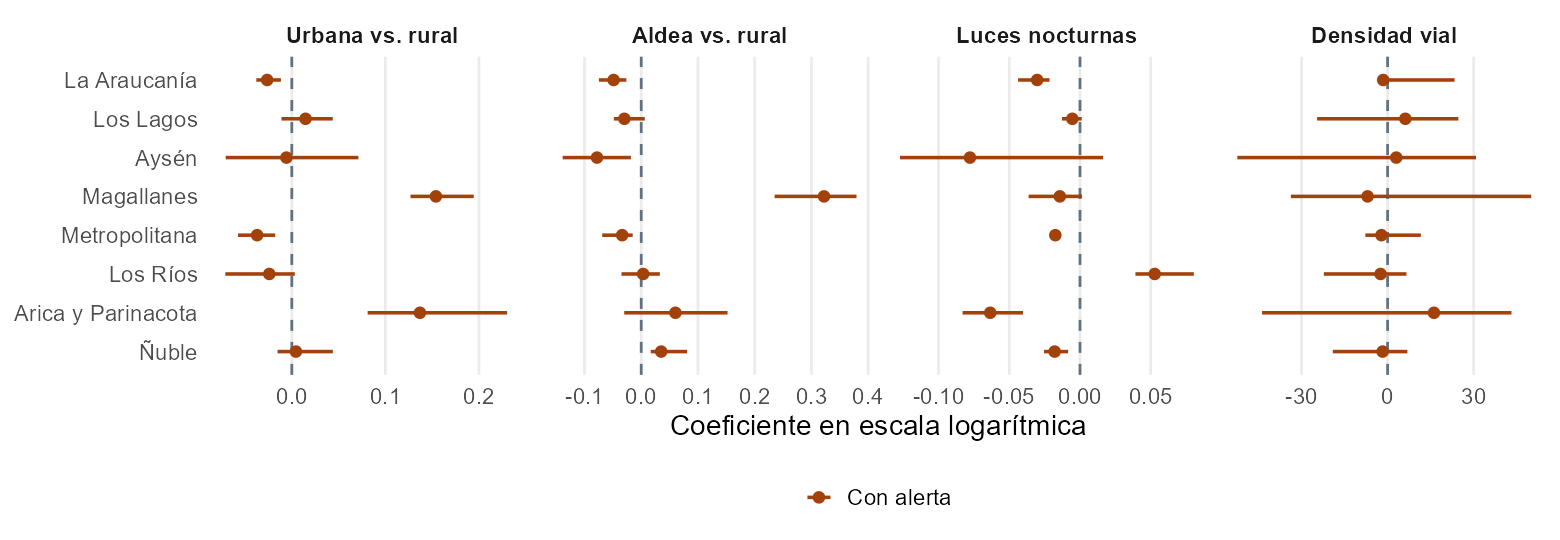 Urbana vs. rural Aldea vs. rural Luces nocturnas Densidad vial
La Araucanía
Los Lagos
Aysén
Magallanes
Metropolitana
Los Ríos
Arica y Parinacota
Ñuble
0.0 0.1 0.2 -0.1 0.0 0.1 0.2 0.3 0.4 -0.10 -0.05 0.00 0.05 -30 0 30
Coeficiente en escala logarítmica
Con alerta